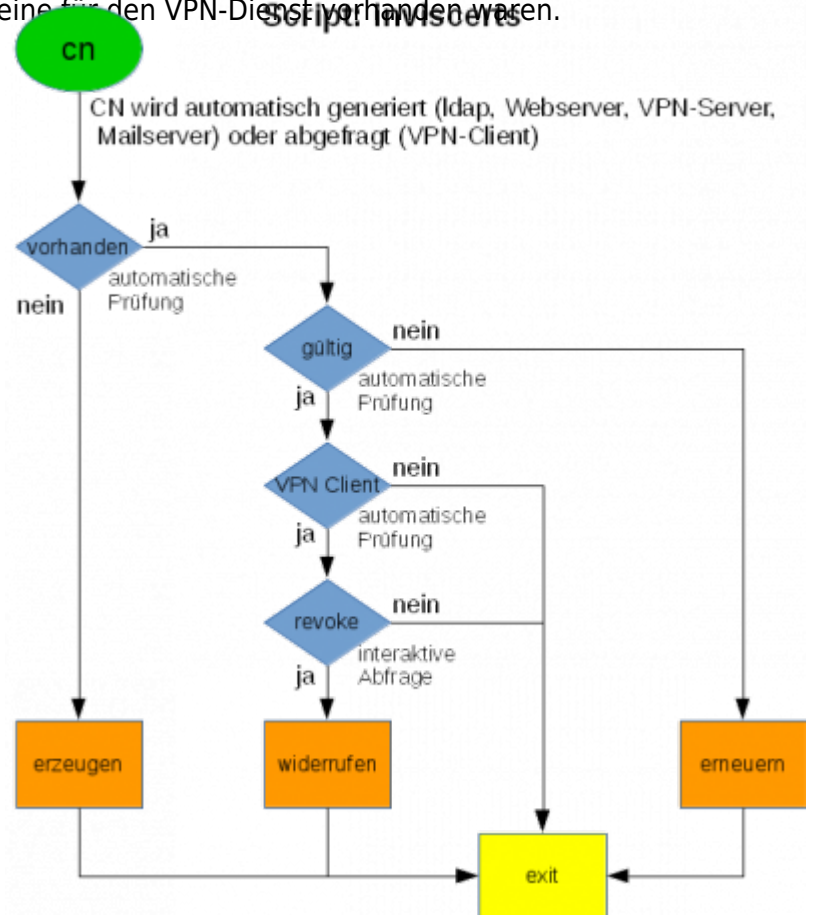 eine für den VPN-Dienst vorhanden waren.
Script: inviscerts
cn
CN wird automatisch generiert (ldap, Webserver, VPN-Server,
Mailserver) oder abgefragt (VPN-Client)
vorhanden
ja
automatische
Prüfung
nein
gültig
nein
automatische
Prüfung
ja
VPN Client
nein
automatische
Prüfung
ja
revoke
nein
interaktive
Abfrage
ja
erzeugen
widerrufen
erneuern
exit